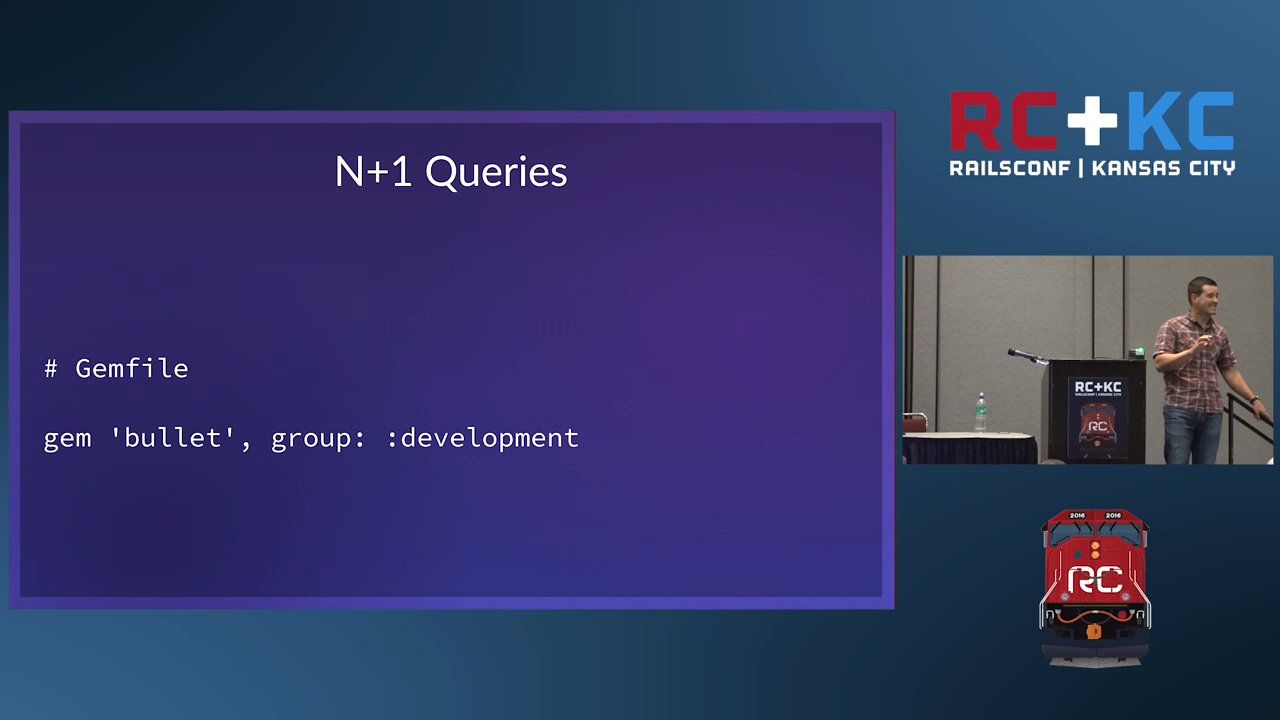 N+1 Queries
# Gemfile
gem 'bullet', group: :development
RC+KC
RAILSCONF | KANSAS CITY
RC+KC
RAILSCONF | KANSAS CITY
RC
2016 2016
RC